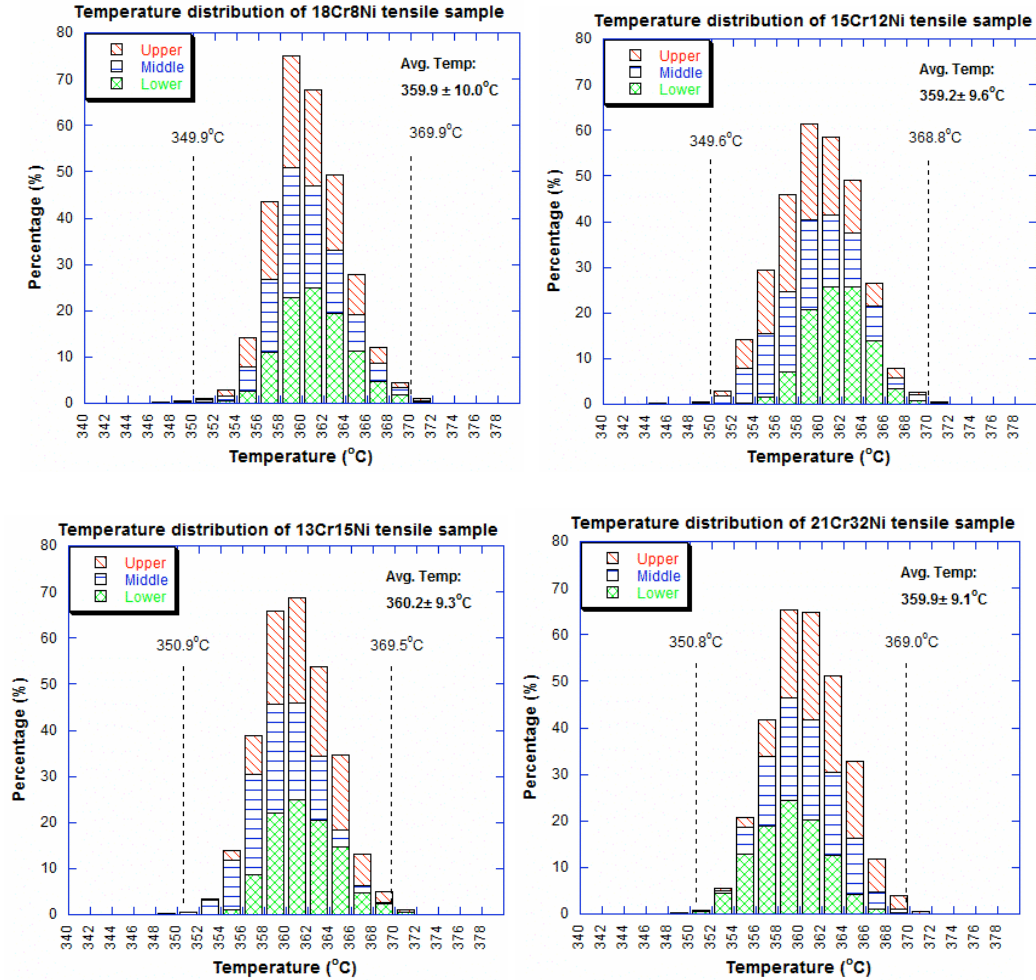 Temperature distribution of 18Cr8Ni tensile sample
80
70
60
50
40
30
20
10
0
Percentage (%)
Upper
Middle
Lower
Avg. Temp:
359.9 ± 10.0°C
349.9°C
369.9°C
340 342 344 346 348 350 352 354 356 358 360 362 364 366 368 370 372 374 376 378
Temperature (°C)
Temperature distribution of 15Cr12Ni tensile sample
80
70
60
50
40
30
20
10
0
Percentage (%)
Upper
Middle
Lower
Avg. Temp:
359.2± 9.6°C
349.6°C
368.8°C
340 342 344 346 348 350 352 354 356 358 360 362 364 366 368 370 372 374 376 378
Temperature (°C)
Temperature distribution of 13Cr15Ni tensile sample
80
70
60
50
40
30
20
10
0
Percentage (%)
Upper
Middle
Lower
Avg. Temp:
360.2± 9.3°C
350.9°C
369.5°C
340 342 344 346 348 350 352 354 356 358 360 362 364 366 368 370 372 374 376 378
Temperature (°C)
Temperature distribution of 21Cr32Ni tensile sample
80
70
60
50
40
30
20
10
0
Percentage (%)
Upper
Middle
Lower
Avg. Temp:
359.9± 9.1°C
350.8°C
369.0°C
340 342 344 346 348 350 352 354 356 358 360 362 364 366 368 370 372 374 376 378
Temperature (°C)